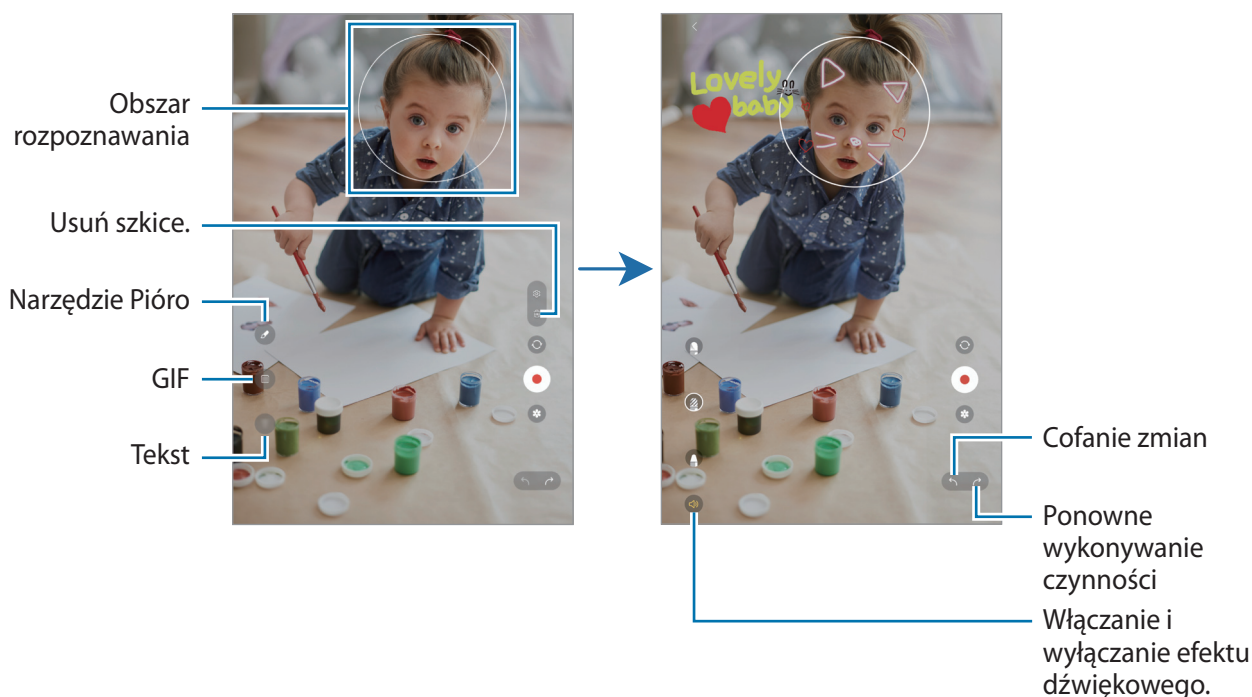 Obszar
rozpoznawania
Usuń szkice.
Narzędzie Pióro
GIF
Tekst
Lovely
baby
Cofanie zmian
Ponowne
wykonywanie
czynności
Włączanie i
wyłączanie efektu
dźwiękowego.